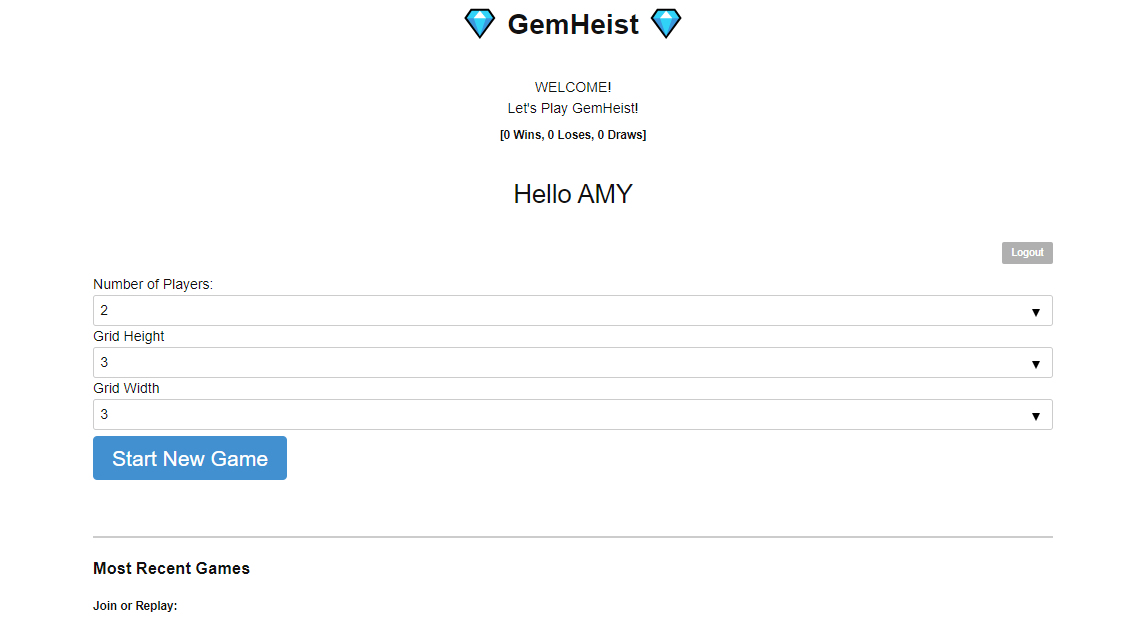 GemHeist
WELCOME!
Let's Play GemHeist!
[0 Wins, 0 Loses, 0 Draws]
Hello AMY
Logout
Number of Players:
2
Grid Height
3
Grid Width
3
Start New Game
Most Recent Games
Join or Replay: